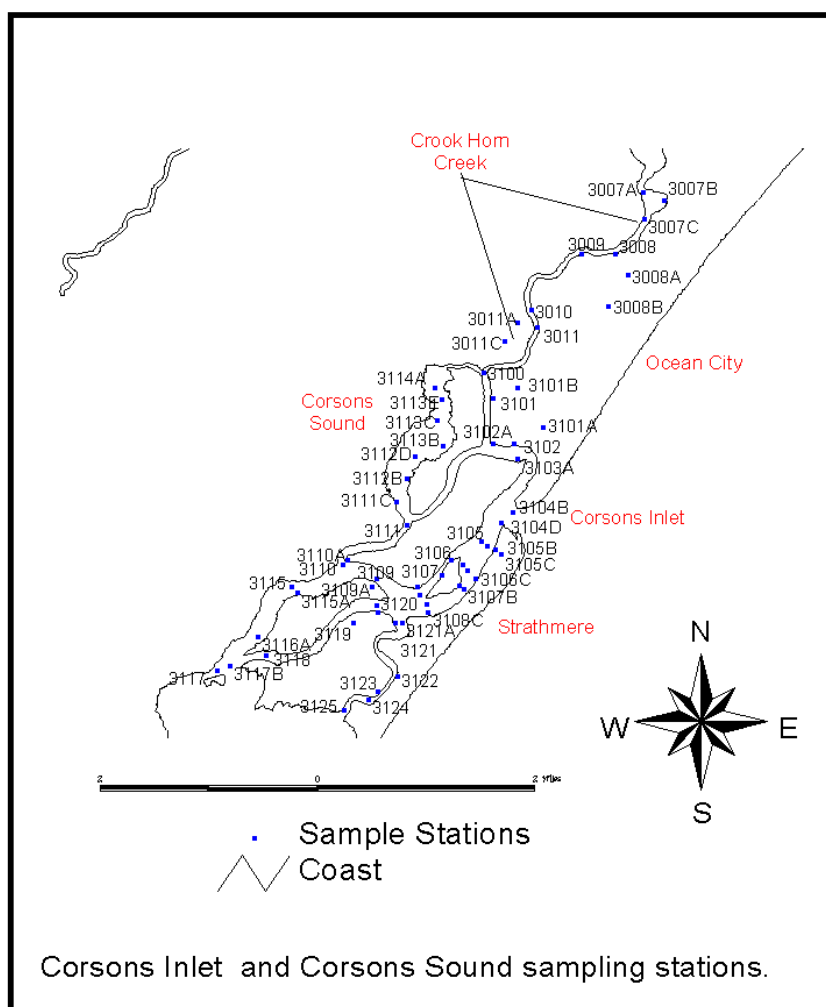 Crook Horn
Creek
3007A
3007B
3007C
3009
3008
3008A
3008B
3010
3011A
3011
3011C
Ocean City
3100
3114A
3101B
3113E
3101
Corsons
Sound
3113C
3101A
3113B
3102A
3102
3112D
3103A
3112B
3111C
3104B
3111
3104D
Corsons Inlet
3105
3105B
3110A
3106
3105C
3110
3109
3107
3106C
3115
3109A
3107B
3115A
3120
3108C
3119
3121A
Strathmere
3116A
3121
3118
3117
3117B
3122
3123
3125
3124
N
W
E
S
2
0
2 Miles
Sample Stations
Coast
Corsons Inlet and Corsons Sound sampling stations.